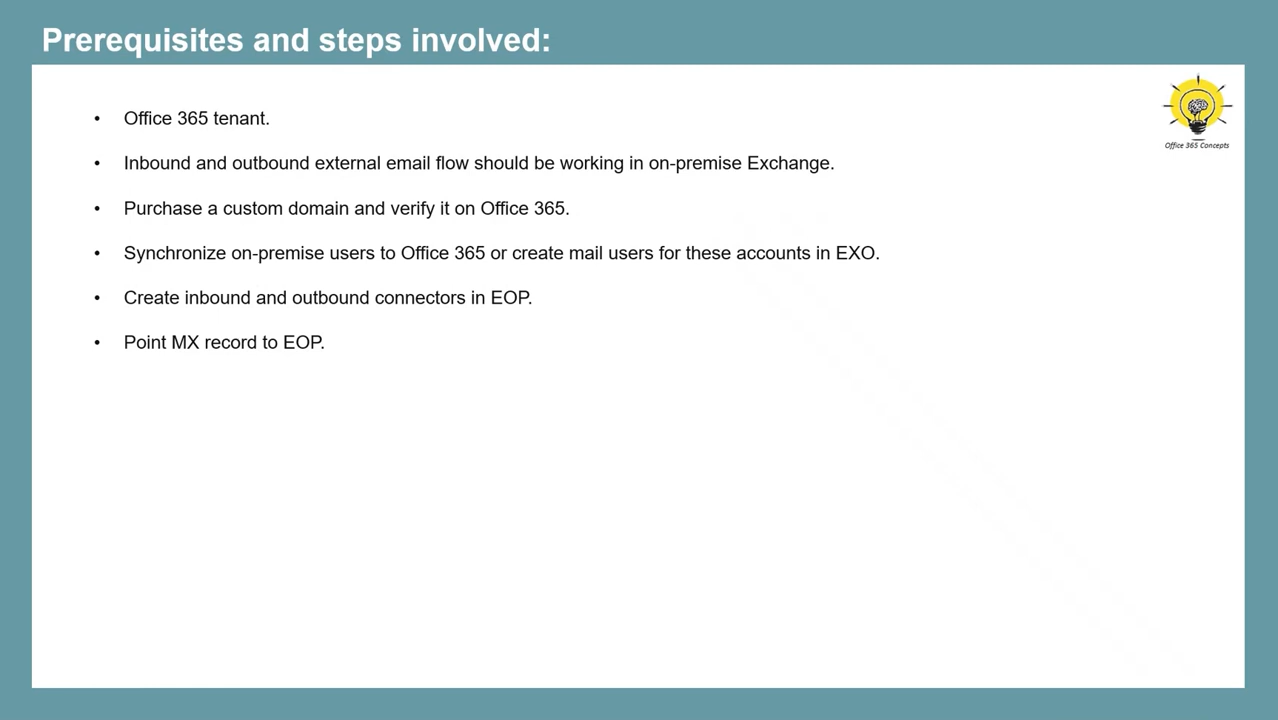 Prerequisites and steps involved:
• Office 365 tenant.
• Inbound and outbound external email flow should be working in on-premise Exchange.
• Purchase a custom domain and verify it on Office 365.
• Synchronize on-premise users to Office 365 or create mail users for these accounts in EXO.
• Create inbound and outbound connectors in EOP.
• Point MX record to EOP.
Office 365 Concepts